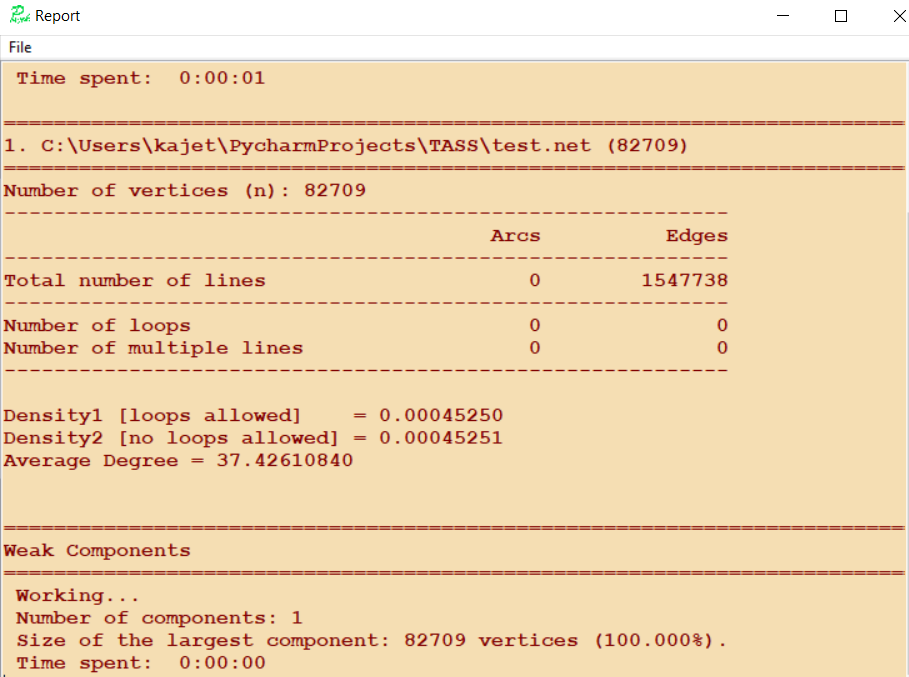 Report
File
Time spent:  0:00:01
==============================================================================
1. C:\Users\kajet\PycharmProjects\TASS\test.net (82709)
==============================================================================
Number of vertices (n): 82709
----------------------------------------------------------
                                       Arcs          Edges
----------------------------------------------------------
Total number of lines                     0        1547738
----------------------------------------------------------
Number of loops                           0              0
Number of multiple lines                  0              0
----------------------------------------------------------
Density1 [loops allowed]    = 0.00045250
Density2 [no loops allowed] = 0.00045251
Average Degree = 37.42610840
==============================================================================
Weak Components
==============================================================================
Working...
Number of components: 1
Size of the largest component: 82709 vertices (100.000%).
Time spent:  0:00:00